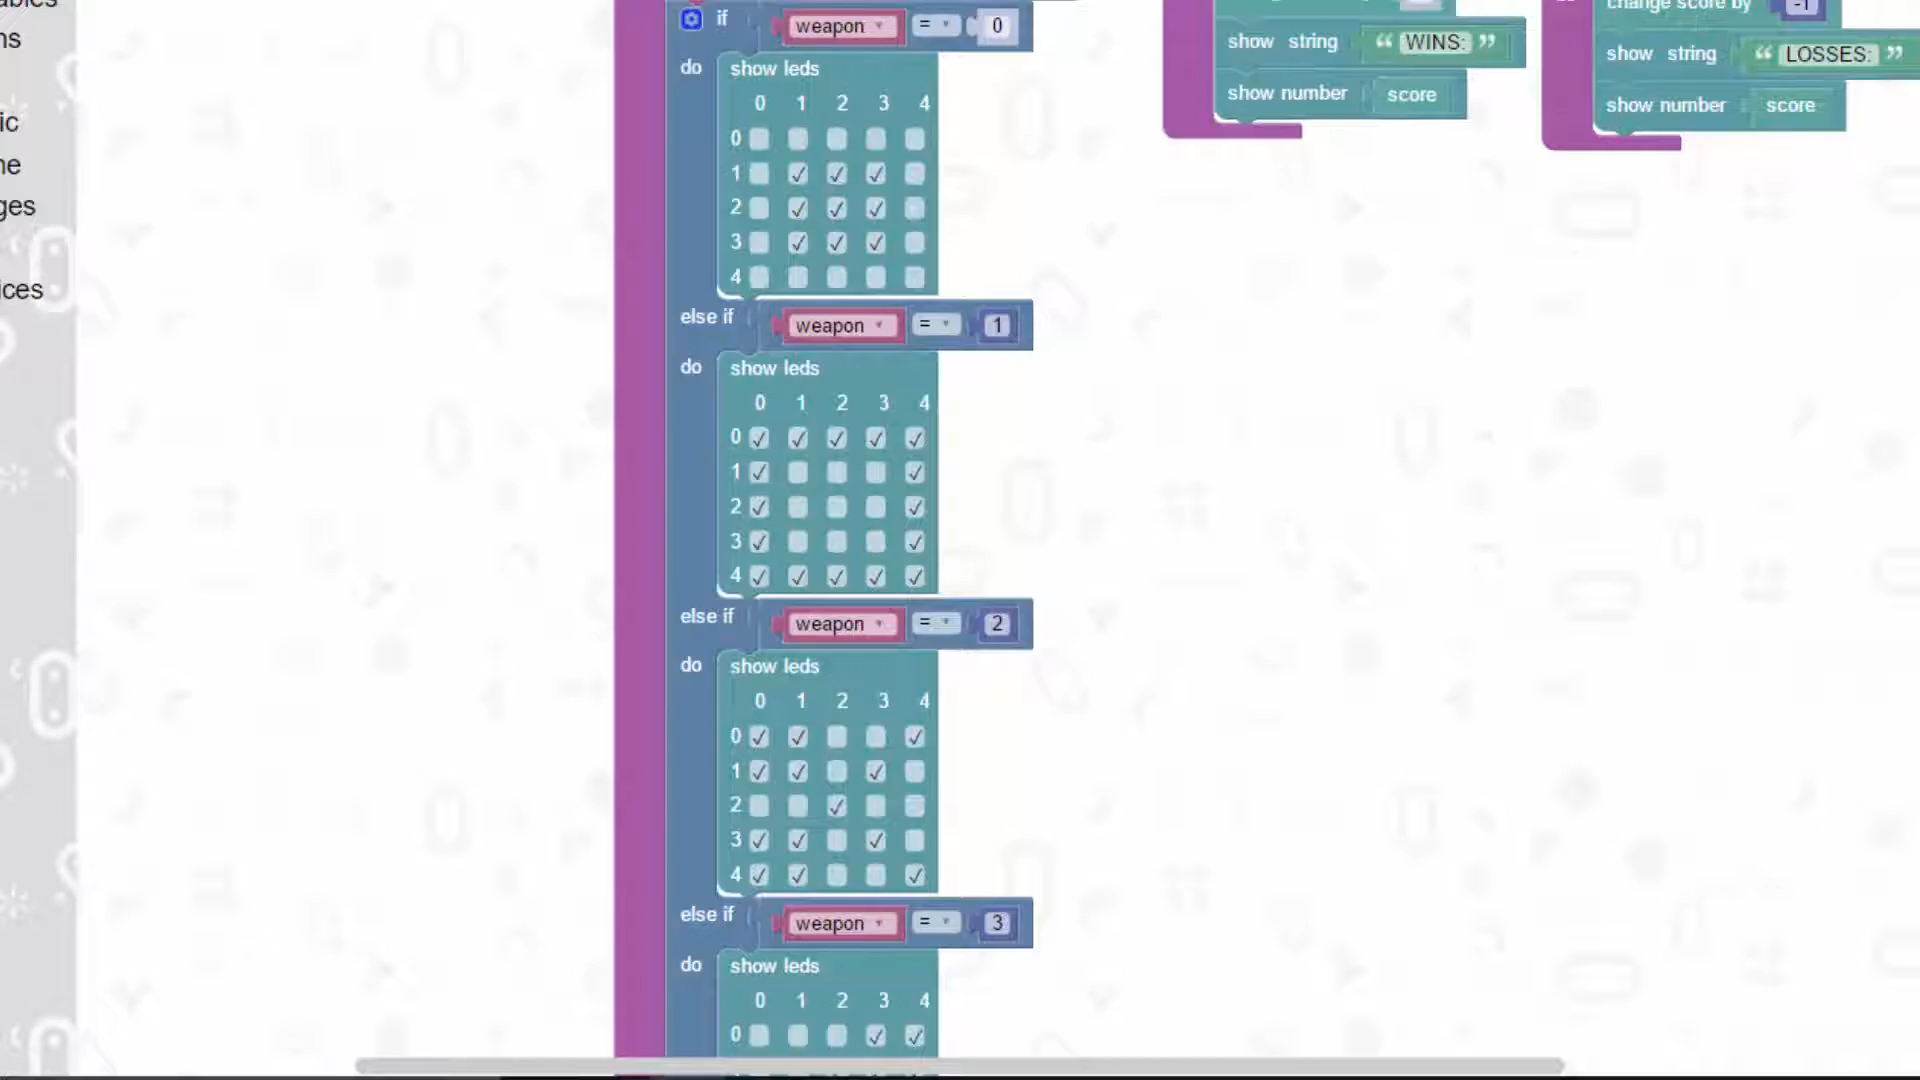 ables
ns
ic
ne
ges
ices
if weapon = 0
do show leds
0 1 2 3 4
0
1
2
3
4
else if weapon = 1
do show leds
0 1 2 3 4
0
1
2
3
4
else if weapon = 2
do show leds
0 1 2 3 4
0
1
2
3
4
else if weapon = 3
do show leds
0 1 2 3 4
0
show string “ WINS: ”
show number score
change score by -1
show string “ LOSSES: ”
show number score